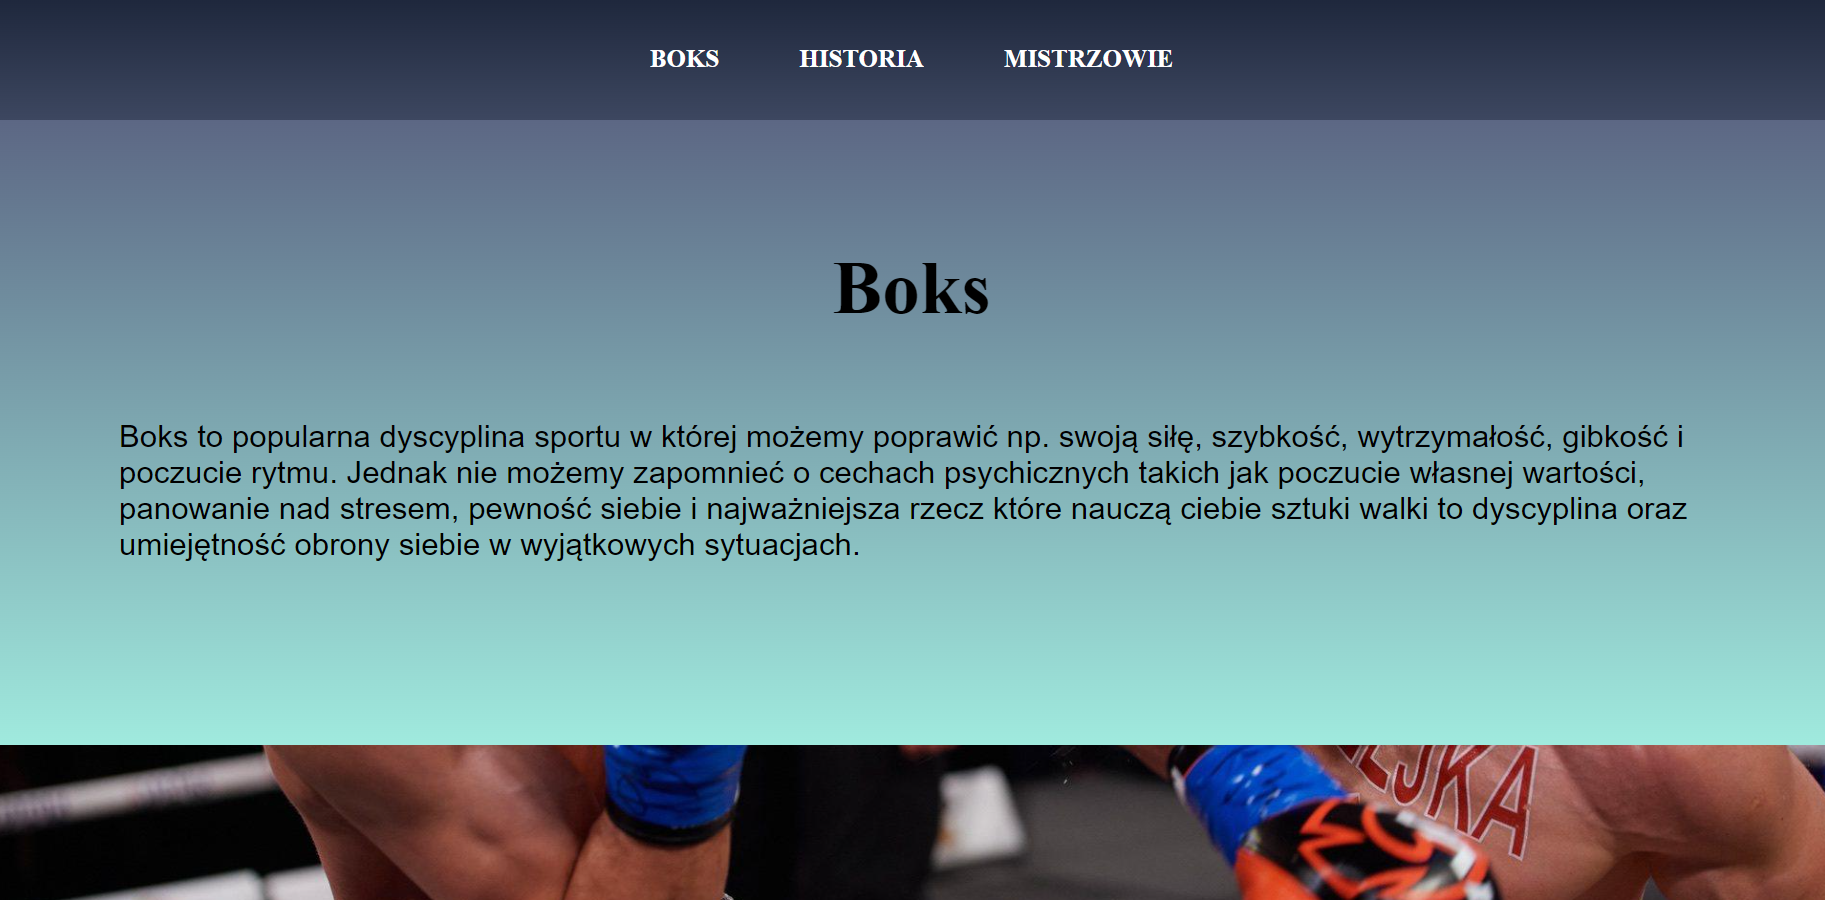 BOKS HISTORIA MISTRZOWIE
Boks
Boks to popularna dyscyplina sportu w której możemy poprawić np. swoją siłę, szybkość, wytrzymałość, gibkość i
poczucie rytmu. Jednak nie możemy zapomnieć o cechach psychicznych takich jak poczucie własnej wartości,
panowanie nad stresem, pewność siebie i najważniejsza rzecz które nauczą ciebie sztuki walki to dyscyplina oraz
umiejętność obrony siebie w wyjątkowych sytuacjach.